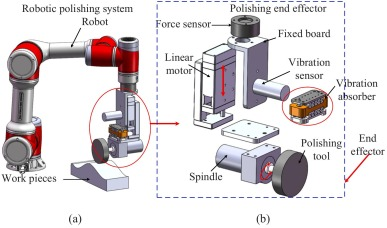 Robotic polishing system
Robot
Work pieces
(a)
Polishing end effector
Force sensor
Fixed board
Linear
motor
Vibration
sensor
Vibration
absorber
Spindle
Polishing
tool
End
effector
(b)